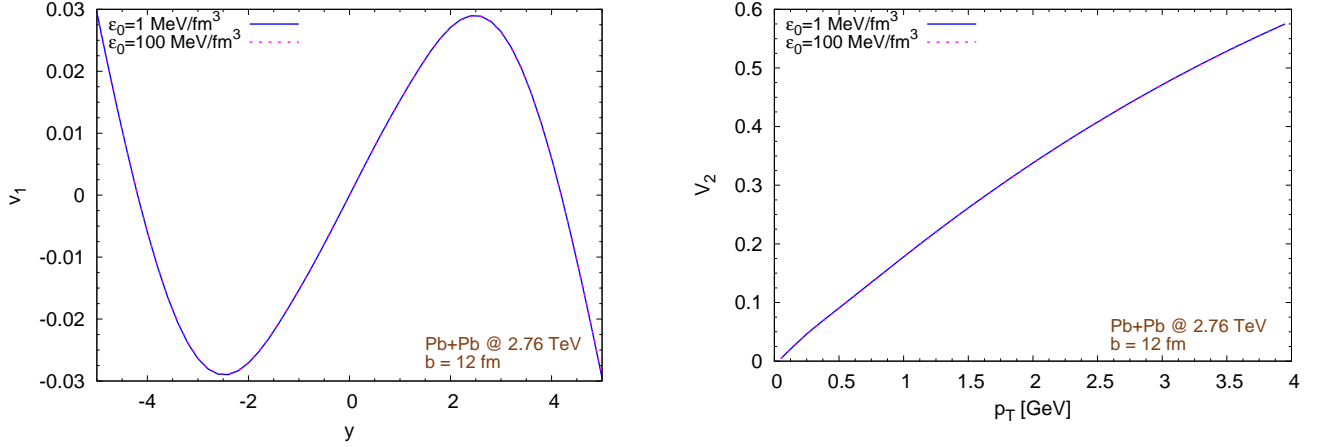 0.03
0.03
0.01
0
-0.01
-0.03
-0.03
v₁
-4
-2
0
2
4
y
ε₀=1 MeV/fm³
ε₀=100 MeV/fm³
Pb+Pb @ 2.76 TeV
b = 12 fm
0.6
0.5
0.4
0.3
0.2
0.1
0
V₂
0
0.5
1
1.5
2
2.5
3
3.5
4
p_T [GeV]
ε₀=1 MeV/fm³
ε₀=100 MeV/fm³
Pb+Pb @ 2.76 TeV
b = 12 fm